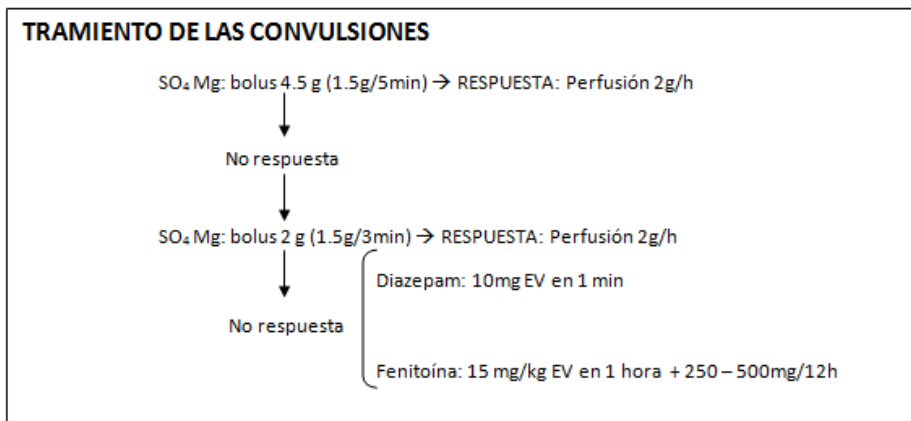 TRAMIENTO DE LAS CONVULSIONES
SO₄ Mg: bolus 4.5 g (1.5g/5min) → RESPUESTA: Perfusión 2g/h
No respuesta
SO₄ Mg: bolus 2 g (1.5g/3min) → RESPUESTA: Perfusión 2g/h
Diazepam: 10mg EV en 1 min
No respuesta
Fenitoína: 15 mg/kg EV en 1 hora + 250 – 500mg/12h